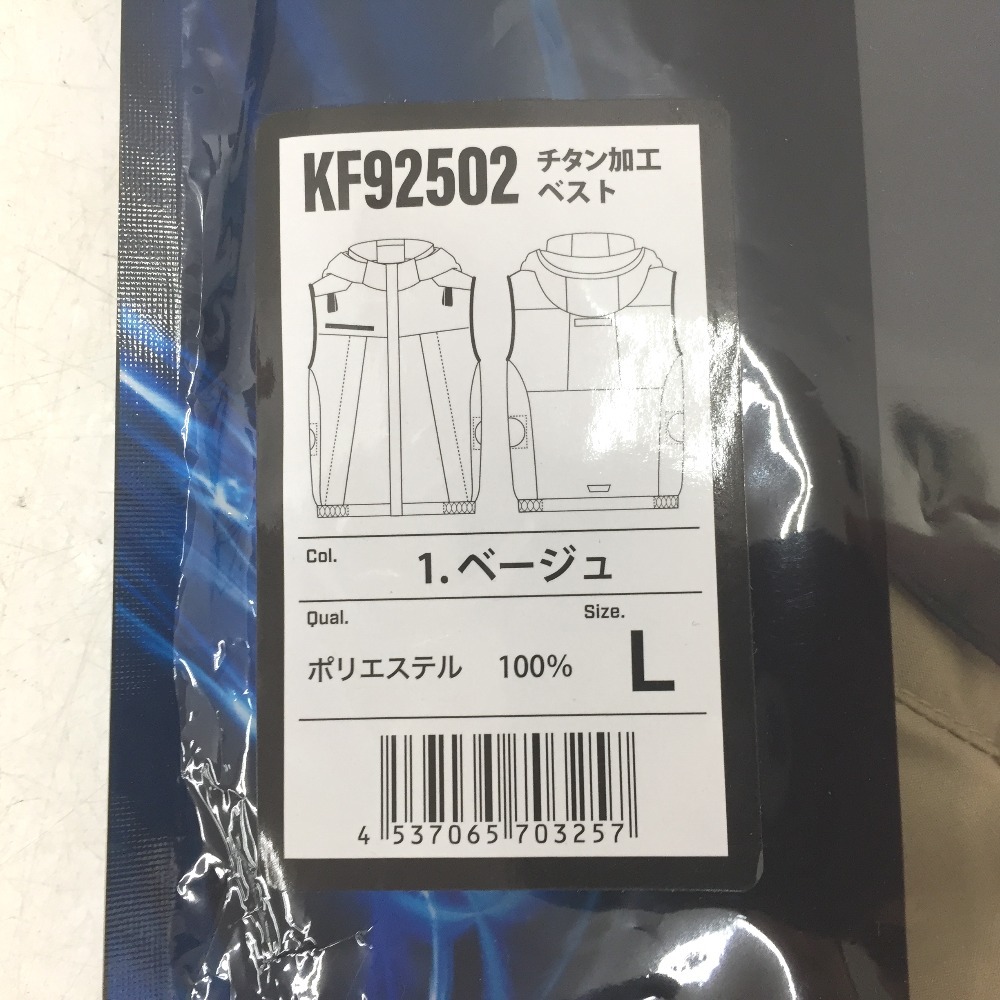 KF92502
チタン加工
ベスト
Col.
1.ベージュ
Qual.
Size.
ポリエステル 100%
L
4 537065 703257